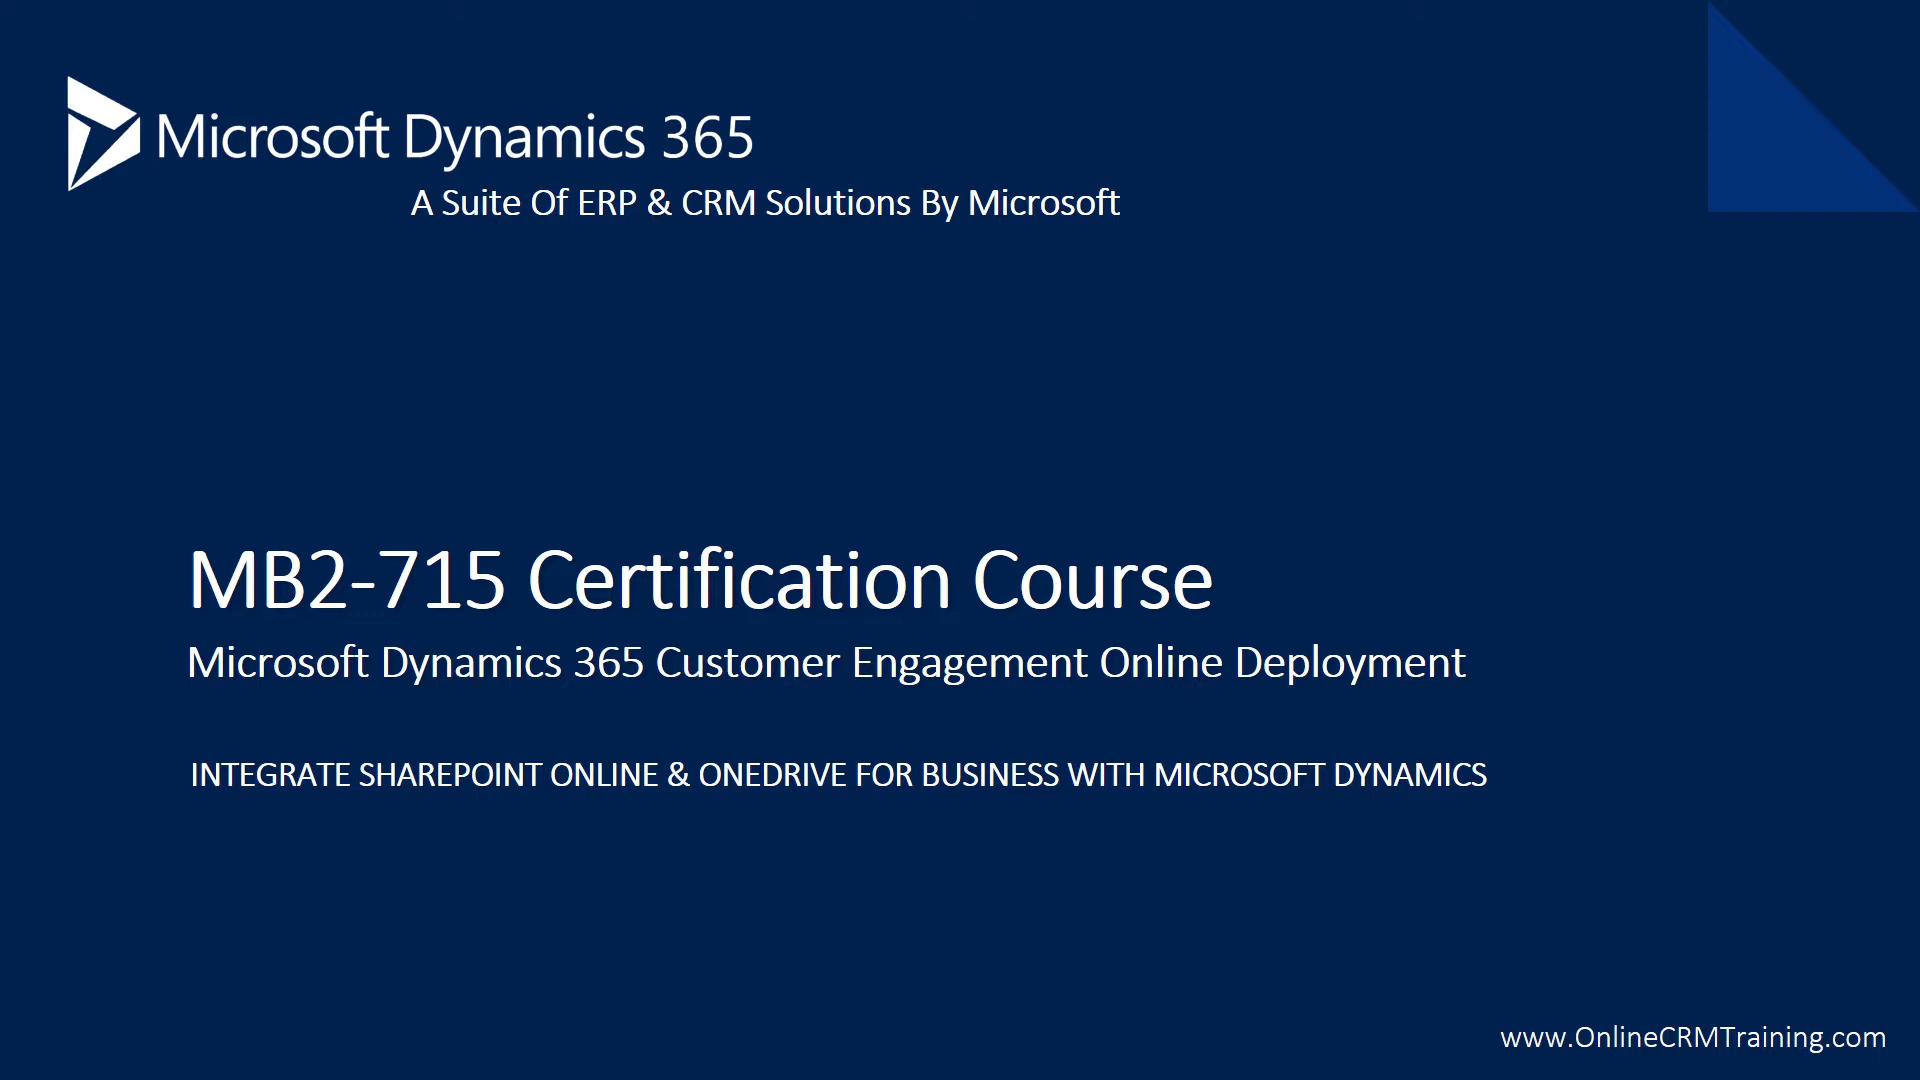 Microsoft Dynamics 365
A Suite Of ERP & CRM Solutions By Microsoft
MB2-715 Certification Course
Microsoft Dynamics 365 Customer Engagement Online Deployment
INTEGRATE SHAREPOINT ONLINE & ONEDRIVE FOR BUSINESS WITH MICROSOFT DYNAMICS
www.OnlineCRMTraining.com